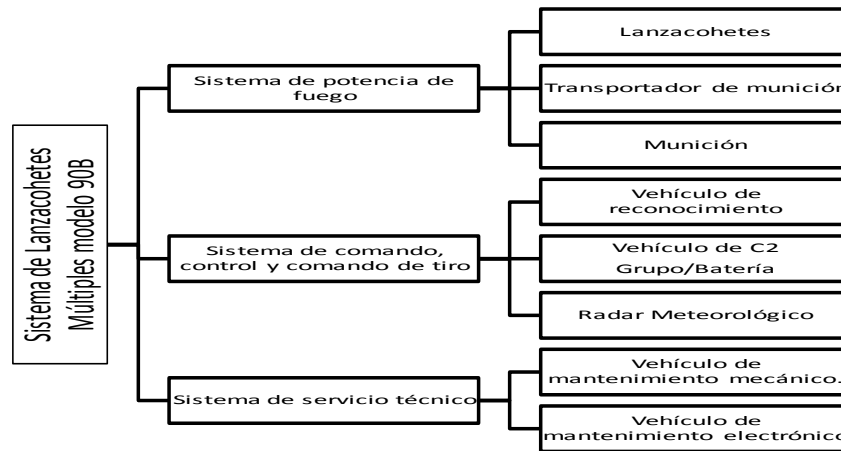 Sistema de Lanzacohetes
Múltiples modelo 90B
Sistema de potencia de
fuego
Lanzacohetes
Transportador de munición
Munición
Sistema de comando,
control y comando de tiro
Vehículo de
reconocimiento
Vehículo de C2
Grupo/Batería
Radar Meteorológico
Sistema de servicio técnico
Vehículo de
mantenimiento mecánico.
Vehículo de
mantenimiento electrónico